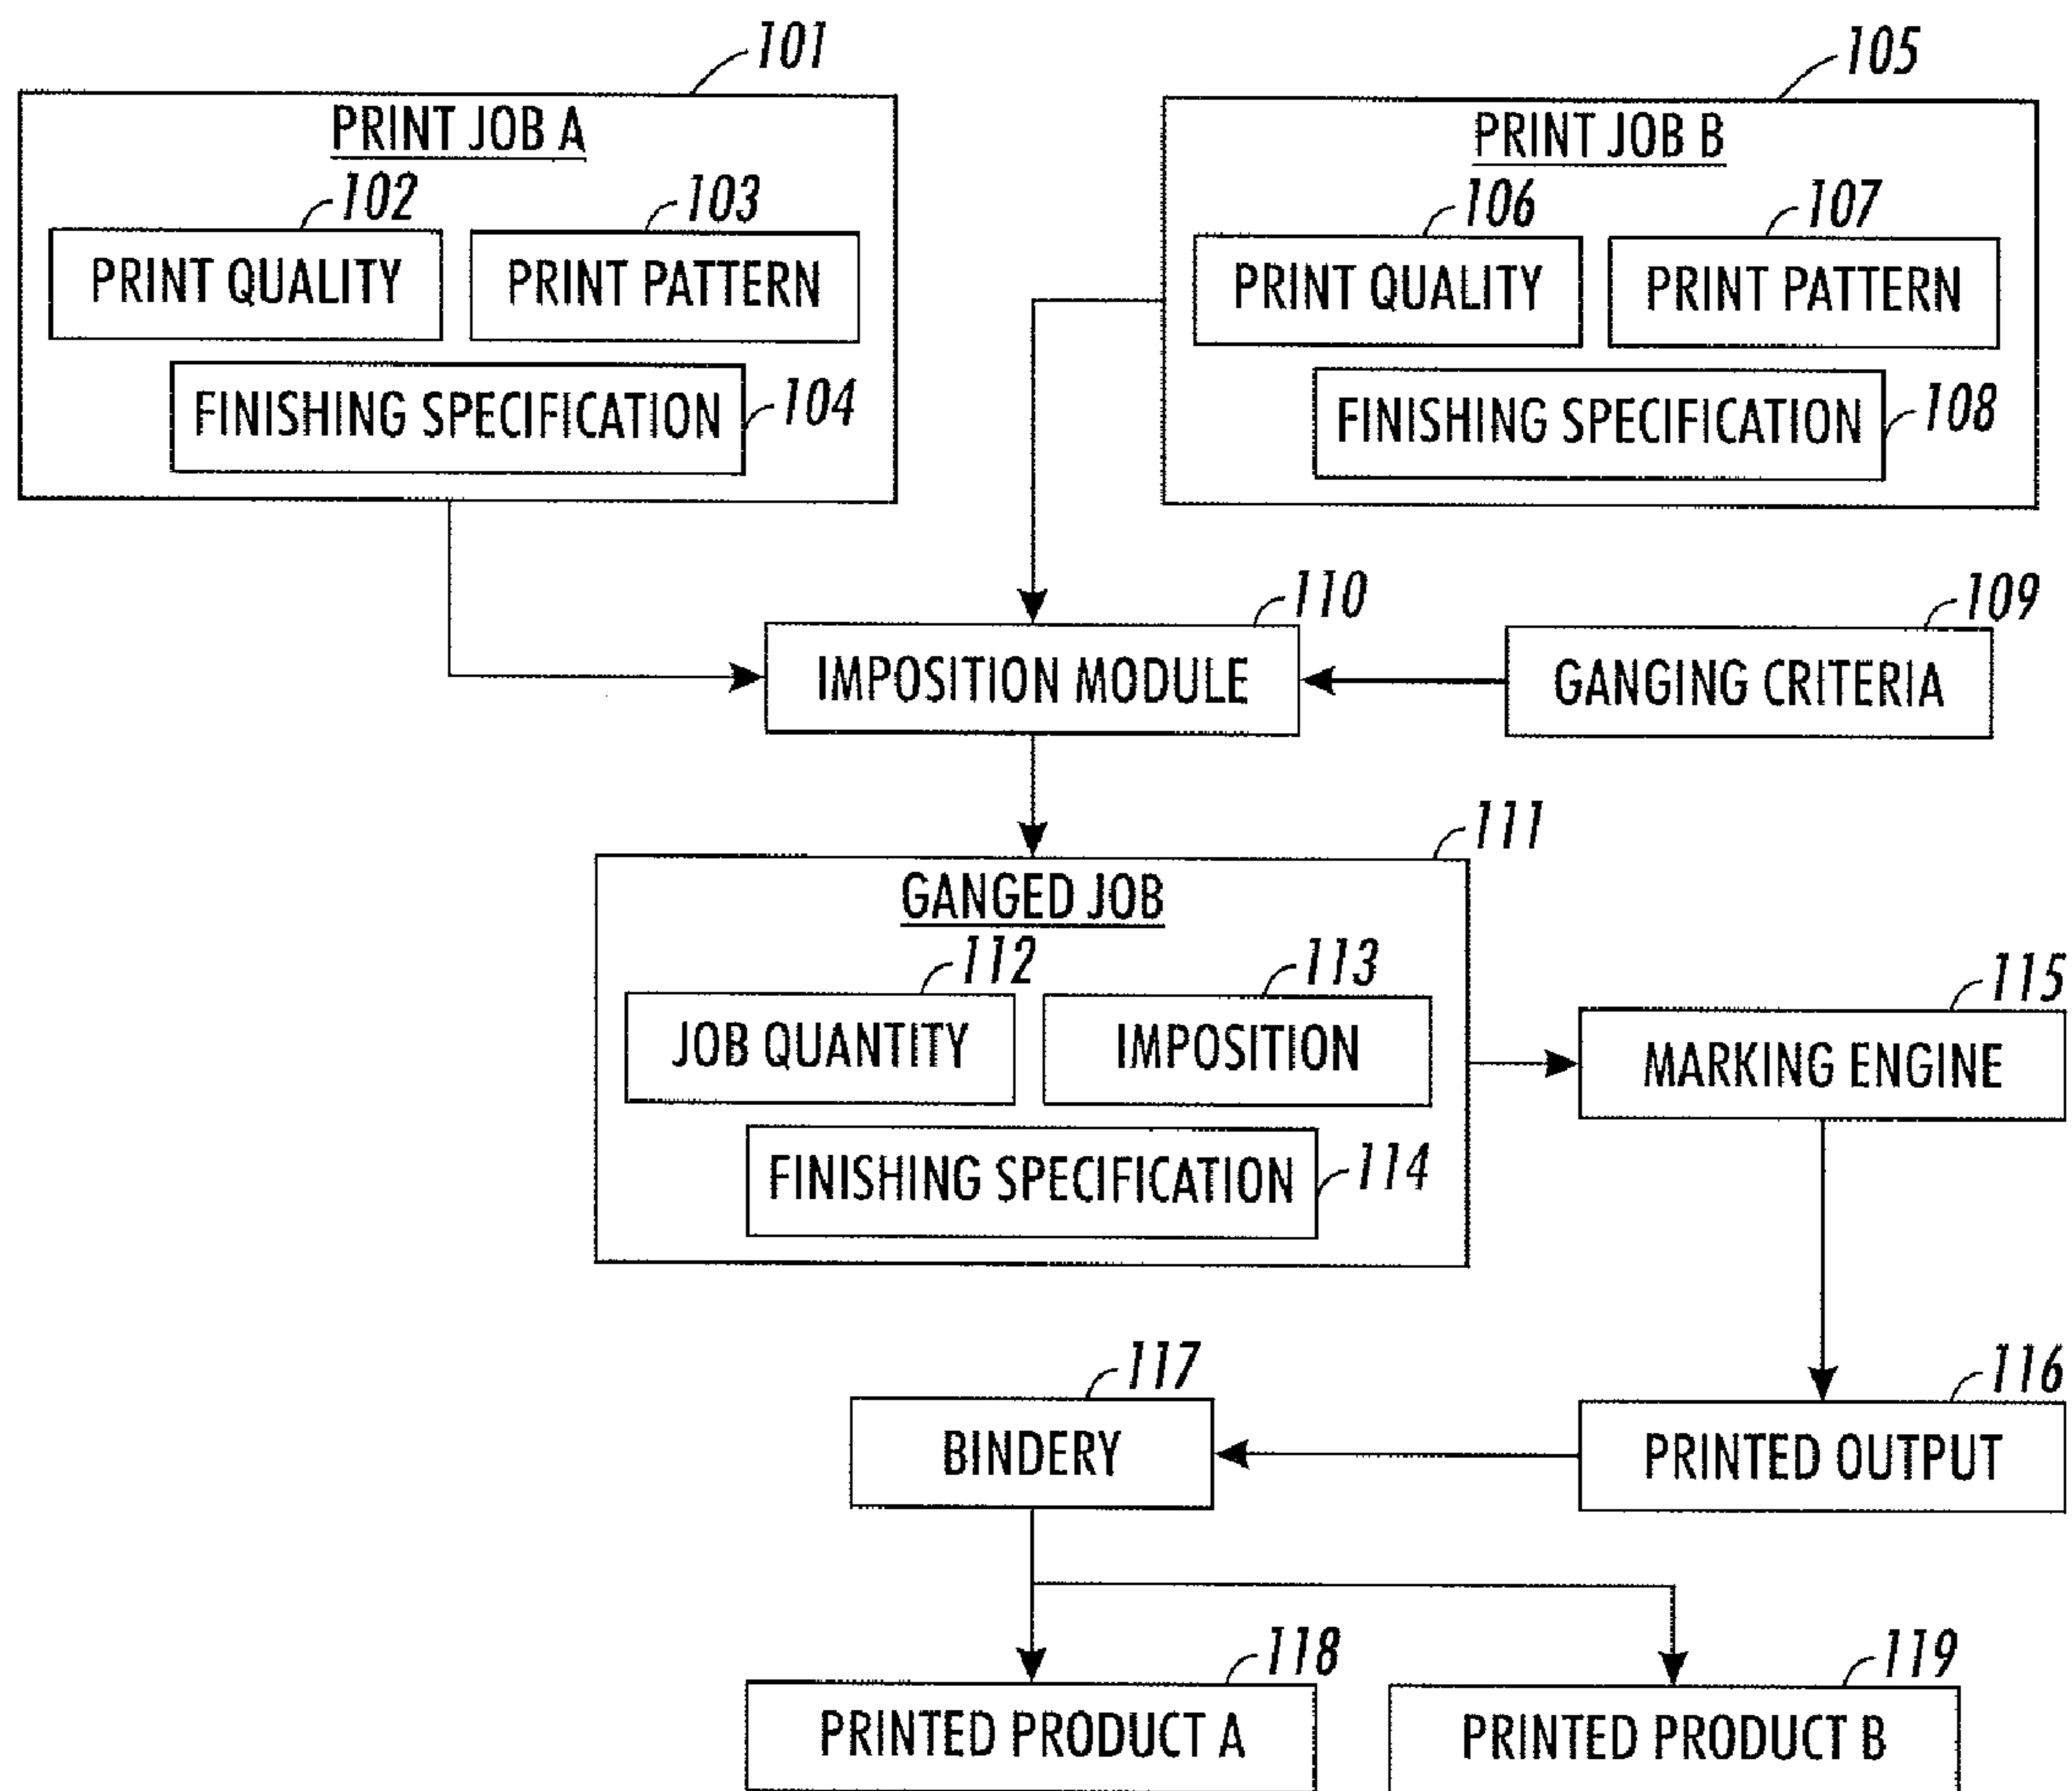 101
PRINT JOB A
102
103
PRINT QUALITY
PRINT PATTERN
FINISHING SPECIFICATION
104
105
PRINT JOB B
106
107
PRINT QUALITY
PRINT PATTERN
FINISHING SPECIFICATION
108
110
IMPOSITION MODULE
109
GANGING CRITERIA
111
GANGED JOB
112
113
JOB QUANTITY
IMPOSITION
FINISHING SPECIFICATION
114
115
MARKING ENGINE
116
PRINTED OUTPUT
117
BINDERY
118
PRINTED PRODUCT A
119
PRINTED PRODUCT B